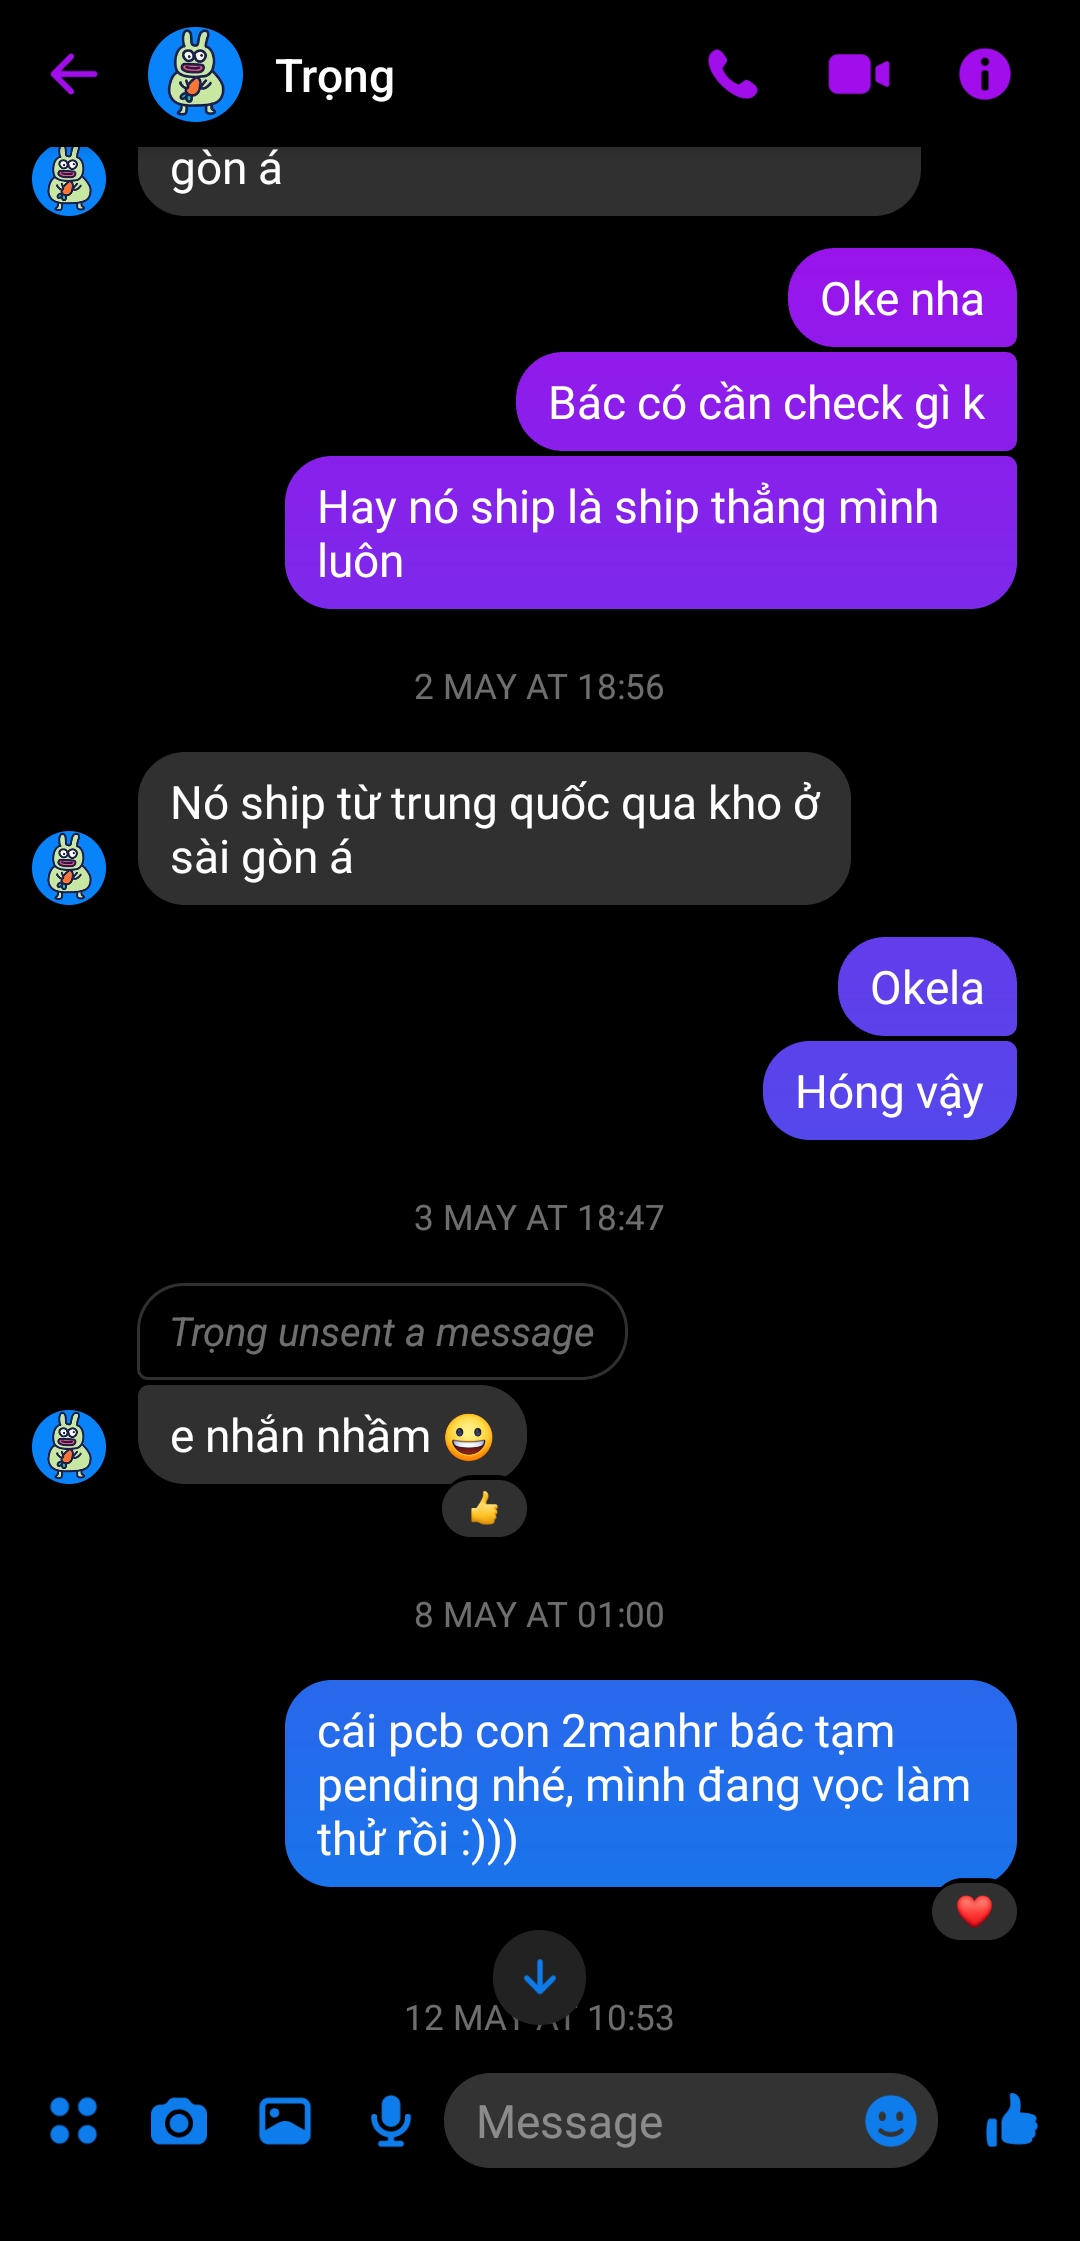 Trọng
gòn á
Oke nha
Bác có cần check gì k
Hay nó ship là ship thẳng mình
luôn
2 MAY AT 18:56
Nó ship từ trung quốc qua kho ở
sài gòn á
Okela
Hóng vậy
3 MAY AT 18:47
Trọng unsent a message
e nhắn nhầm 😀
👍
8 MAY AT 01:00
cái pcb con 2manhr bác tạm
pending nhé, mình đang vọc làm
thử rồi :)))
❤️
12 MAY AT 10:53
Message